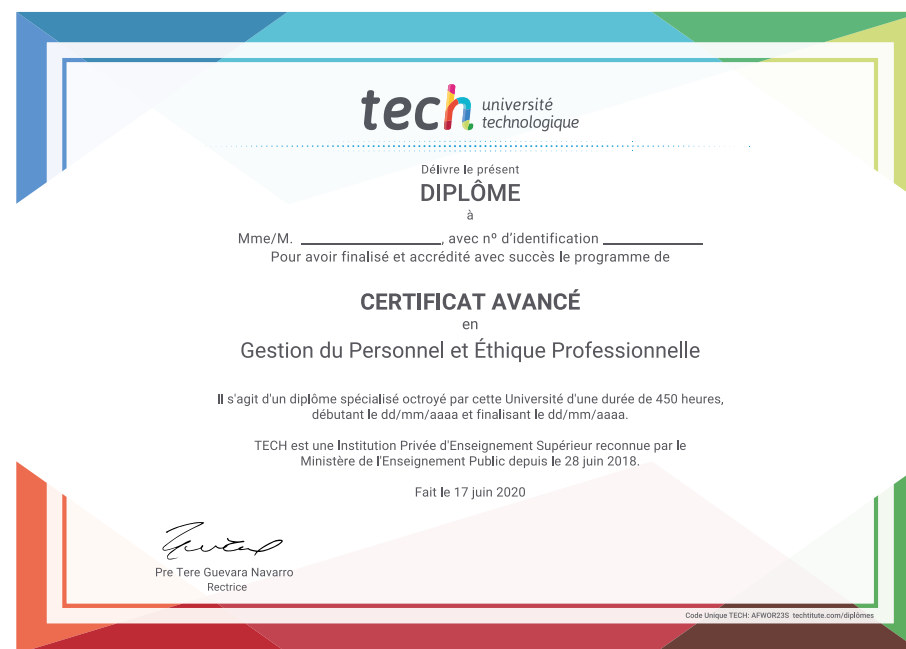 tech université
technologique
Délivre le présent
DIPLÔME
à
Mme/M. ____________________, avec nº d'identification ______________
Pour avoir finalisé et accrédité avec succès le programme de
CERTIFICAT AVANCÉ
en
Gestion du Personnel et Éthique Professionnelle
Il s'agit d'un diplôme spécialisé octroyé par cette Université d'une durée de 450 heures,
débutant le dd/mm/aaaa et finalisant le dd/mm/aaaa.
TECH est une Institution Privée d'Enseignement Supérieur reconnue par le
Ministère de l'Enseignement Public depuis le 28 juin 2018.
Fait le 17 juin 2020
Pre Tere Guevara Navarro
Rectrice
Code Unique TECH: AFWOR23S techtitute.com/diplômes